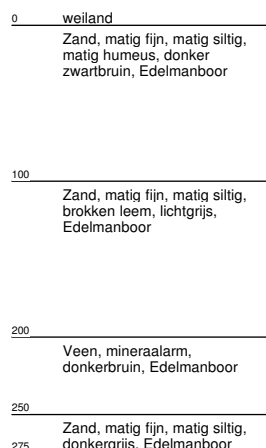 0 weiland
Zand, matig fijn, matig siltig,
matig humeus, donker
zwartbruin, Edelmanboor
100
Zand, matig fijn, matig siltig,
brokken leem, lichtgrijs,
Edelmanboor
200
Veen, mineraalarm,
donkerbruin, Edelmanboor
250
Zand, matig fijn, matig siltig,
275 donkergrijs, Edelmanboor